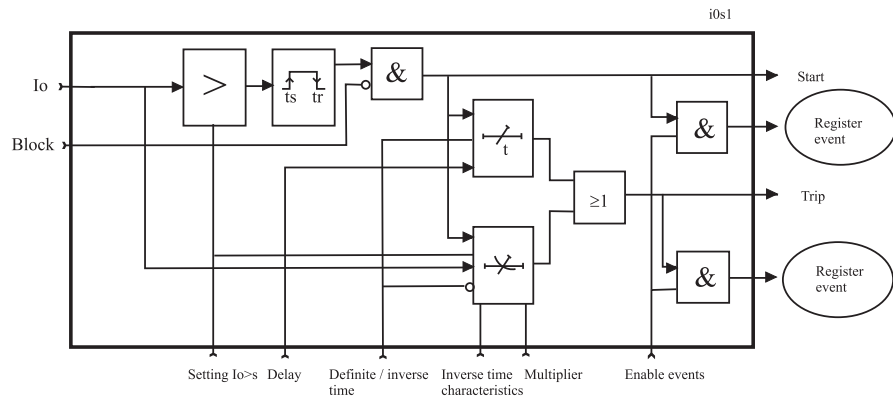 i0s1
Io
>
ts
tr
&
Start
Block
t
&
Register
event
≥1
Trip
&
Register
event
Setting Io>s
Delay
Definite / inverse
time
Inverse time
characteristics
Multiplier
Enable events